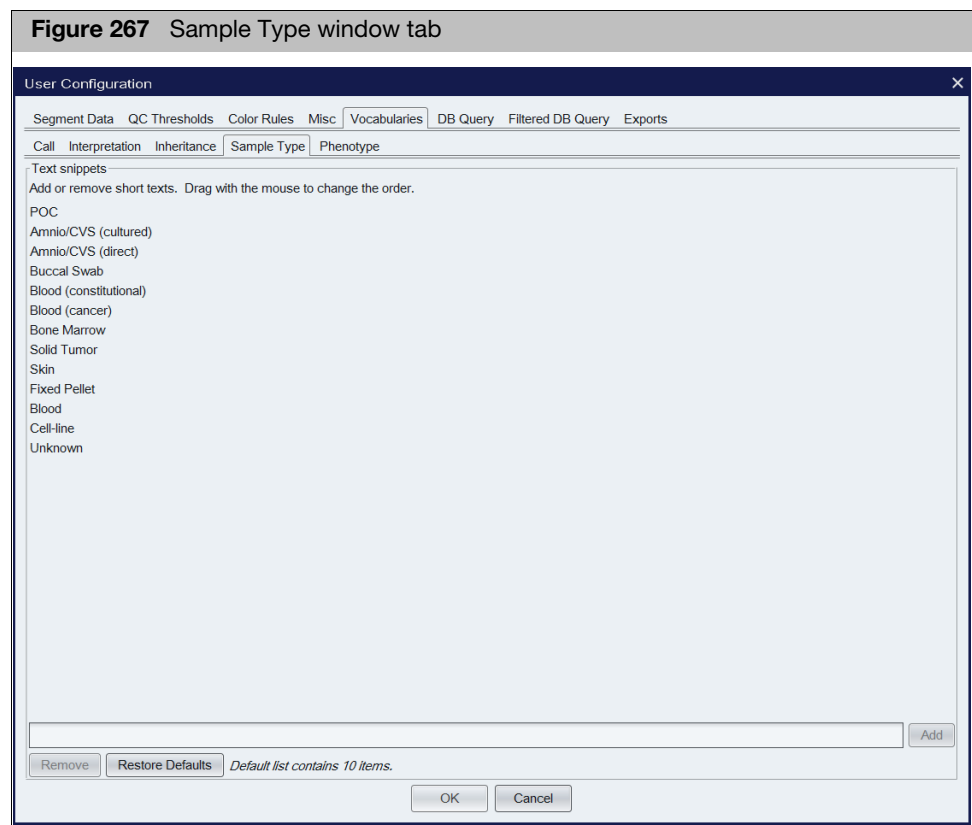 Figure 267 Sample Type window tab
User Configuration
Segment Data QC Thresholds Color Rules Misc Vocabularies DB Query Filtered DB Query Exports
Call Interpretation Inheritance Sample Type Phenotype
Text snippets
Add or remove short texts. Drag with the mouse to change the order.
POC
Amnio/CVS (cultured)
Amnio/CVS (direct)
Buccal Swab
Blood (constitutional)
Blood (cancer)
Bone Marrow
Solid Tumor
Skin
Fixed Pellet
Blood
Cell-line
Unknown
Add
Remove Restore Defaults Default list contains 10 items.
OK Cancel